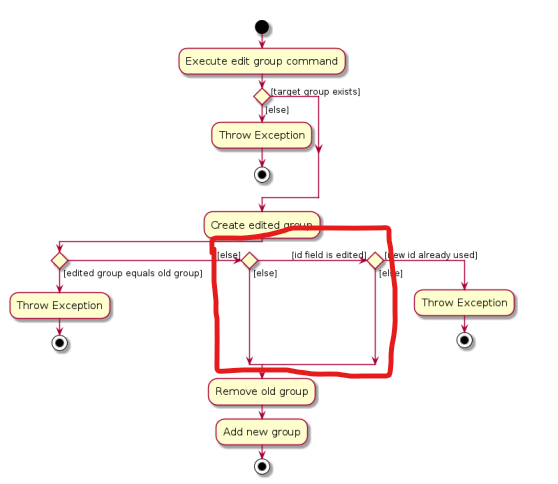 Execute edit group command
[target group exists]
[else]
Throw Exception
Create edited group
[else]
[id field is edited]
[new id already used]
[edited group equals old group]
[else]
[else]
Throw Exception
Throw Exception
Remove old group
Add new group